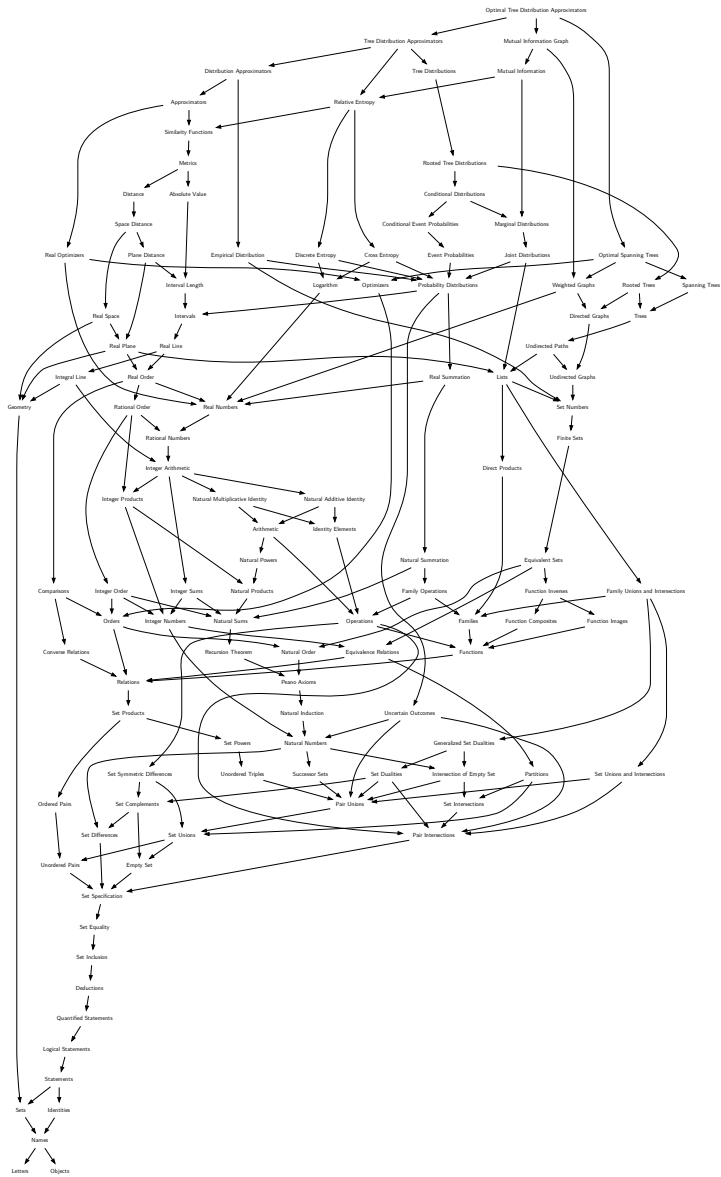 Optimal Tree Distribution Approximators
Tree Distribution Approximators
Mutual Information Graph
Distribution Approximators
Tree Distributions
Mutual Information
Approximators
Relative Entropy
Similarity Functions
Metrics
Rooted Tree Distributions
Distance
Absolute Value
Conditional Distributions
Space Distance
Conditional Event Probabilities
Marginal Distributions
Real Optimizers
Plane Distance
Empirical Distribution
Discrete Entropy
Cross Entropy
Event Probabilities
Joint Distributions
Optimal Spanning Trees
Interval Length
Logarithm
Optimizers
Probability Distributions
Weighted Graphs
Rooted Trees
Spanning Trees
Real Space
Intervals
Directed Graphs
Trees
Real Plane
Real Line
Undirected Paths
Integral Line
Real Order
Real Summation
Lists
Undirected Graphs
Geometry
Rational Order
Real Numbers
Set Numbers
Rational Numbers
Finite Sets
Integer Arithmetic
Direct Products
Integer Products
Natural Multiplicative Identity
Natural Additive Identity
Arithmetic
Identity Elements
Natural Powers
Natural Summation
Equivalent Sets
Comparisons
Integer Order
Integer Sums
Natural Products
Family Operations
Function Inverses
Family Unions and Intersections
Orders
Integer Numbers
Natural Sums
Operations
Families
Function Composites
Function Images
Converse Relations
Recursion Theorem
Natural Order
Equivalence Relations
Functions
Relations
Peano Axioms
Set Products
Natural Induction
Uncertain Outcomes
Set Powers
Natural Numbers
Generalized Set Dualities
Set Symmetric Differences
Unordered Triples
Successor Sets
Set Dualities
Intersection of Empty Set
Partitions
Set Unions and Intersections
Ordered Pairs
Set Complements
Pair Unions
Set Intersections
Set Differences
Set Unions
Pair Intersections
Unordered Pairs
Empty Set
Set Specification
Set Equality
Set Inclusion
Deductions
Quantified Statements
Logical Statements
Statements
Sets
Identities
Names
Letters
Objects